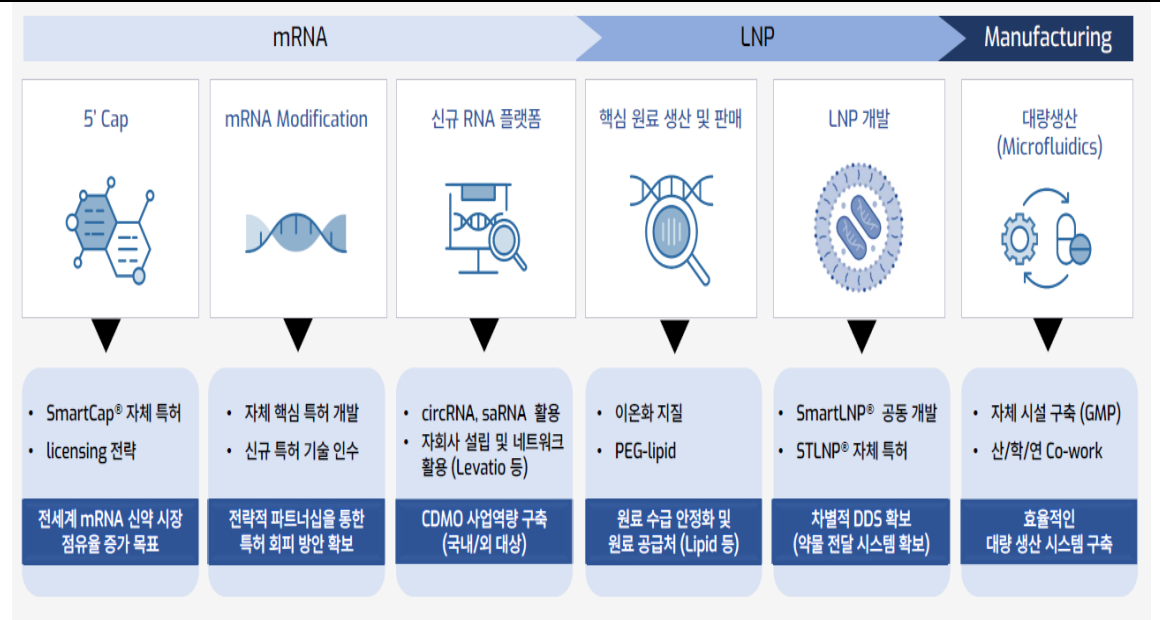 mRNA
LNP
Manufacturing
5' Cap
mRNA Modification
신규 RNA 플랫폼
핵심 원료 생산 및 판매
LNP 개발
대량생산
(Microfluidics)
• SmartCap® 자체 특허
• licensing 전략
전세계 mRNA 신약 시장
점유율 증가 목표
• 자체 핵심 특허 개발
• 신규 특허 기술 인수
전략적 파트너십을 통한
특허 회피 방안 확보
• circRNA, saRNA 활용
• 자회사 설립 및 네트워크
활용 (Levatio 등)
CDMO 사업역량 구축
(국내/외 대상)
• 이온화 지질
• PEG-lipid
원료 수급 안정화 및
원료 공급처 (Lipid 등)
• SmartLNP® 공동 개발
• STLNP® 자체 특허
차별적 DDS 확보
(약물 전달 시스템 확보)
• 자체 시설 구축 (GMP)
• 산/학/연 Co-work
효율적인
대량 생산 시스템 구축